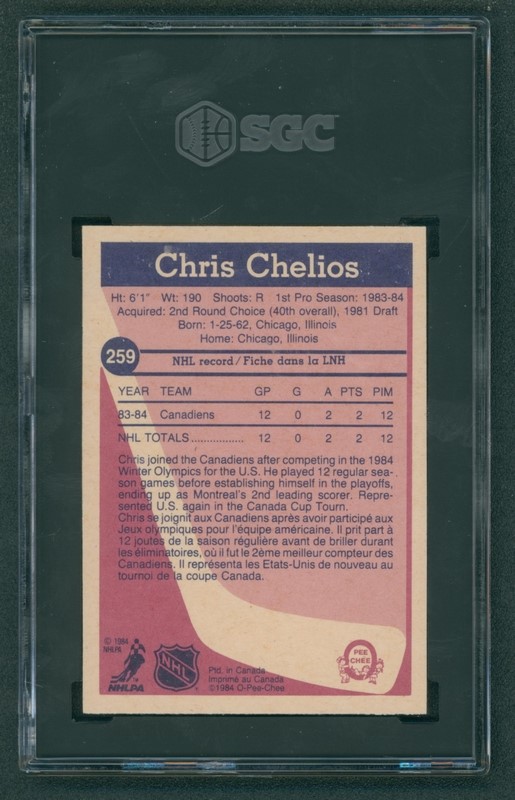 SGC
Chris Chelios
Ht: 6'1" Wt: 190 Shoots: R 1st Pro Season: 1983-84
Acquired: 2nd Round Choice (40th overall), 1981 Draft
Born: 1-25-62, Chicago, Illinois
Home: Chicago, Illinois
259
NHL record/Fiche dans la LNH
YEAR TEAM GP G A PTS PIM
83-84 Canadiens 12 0 2 2 12
NHL TOTALS.................. 12 0 2 2 12
Chris joined the Canadiens after competing in the 1984
Winter Olympics for the U.S. He played 12 regular sea-
son games before establishing himself in the playoffs,
ending up as Montreal's 2nd leading scorer. Repre-
sented U.S. again in the Canada Cup Tourn.
Chris se joignit aux Canadiens après avoir participé aux
Jeux olympiques pour l'équipe américaine. Il prit part à
12 joutes de la saison régulière avant de briller durant
les éliminatoires, où il fut le 2ème meilleur compteur des
Canadiens. Il représenta les Etats-Unis de nouveau au
tournoi de la coupe Canada.
© 1984
NHLPA
NHLPA
NHL
Ptd. in Canada
Imprimé au Canada
©1984 O-Pee-Chee
PEE
CHEE